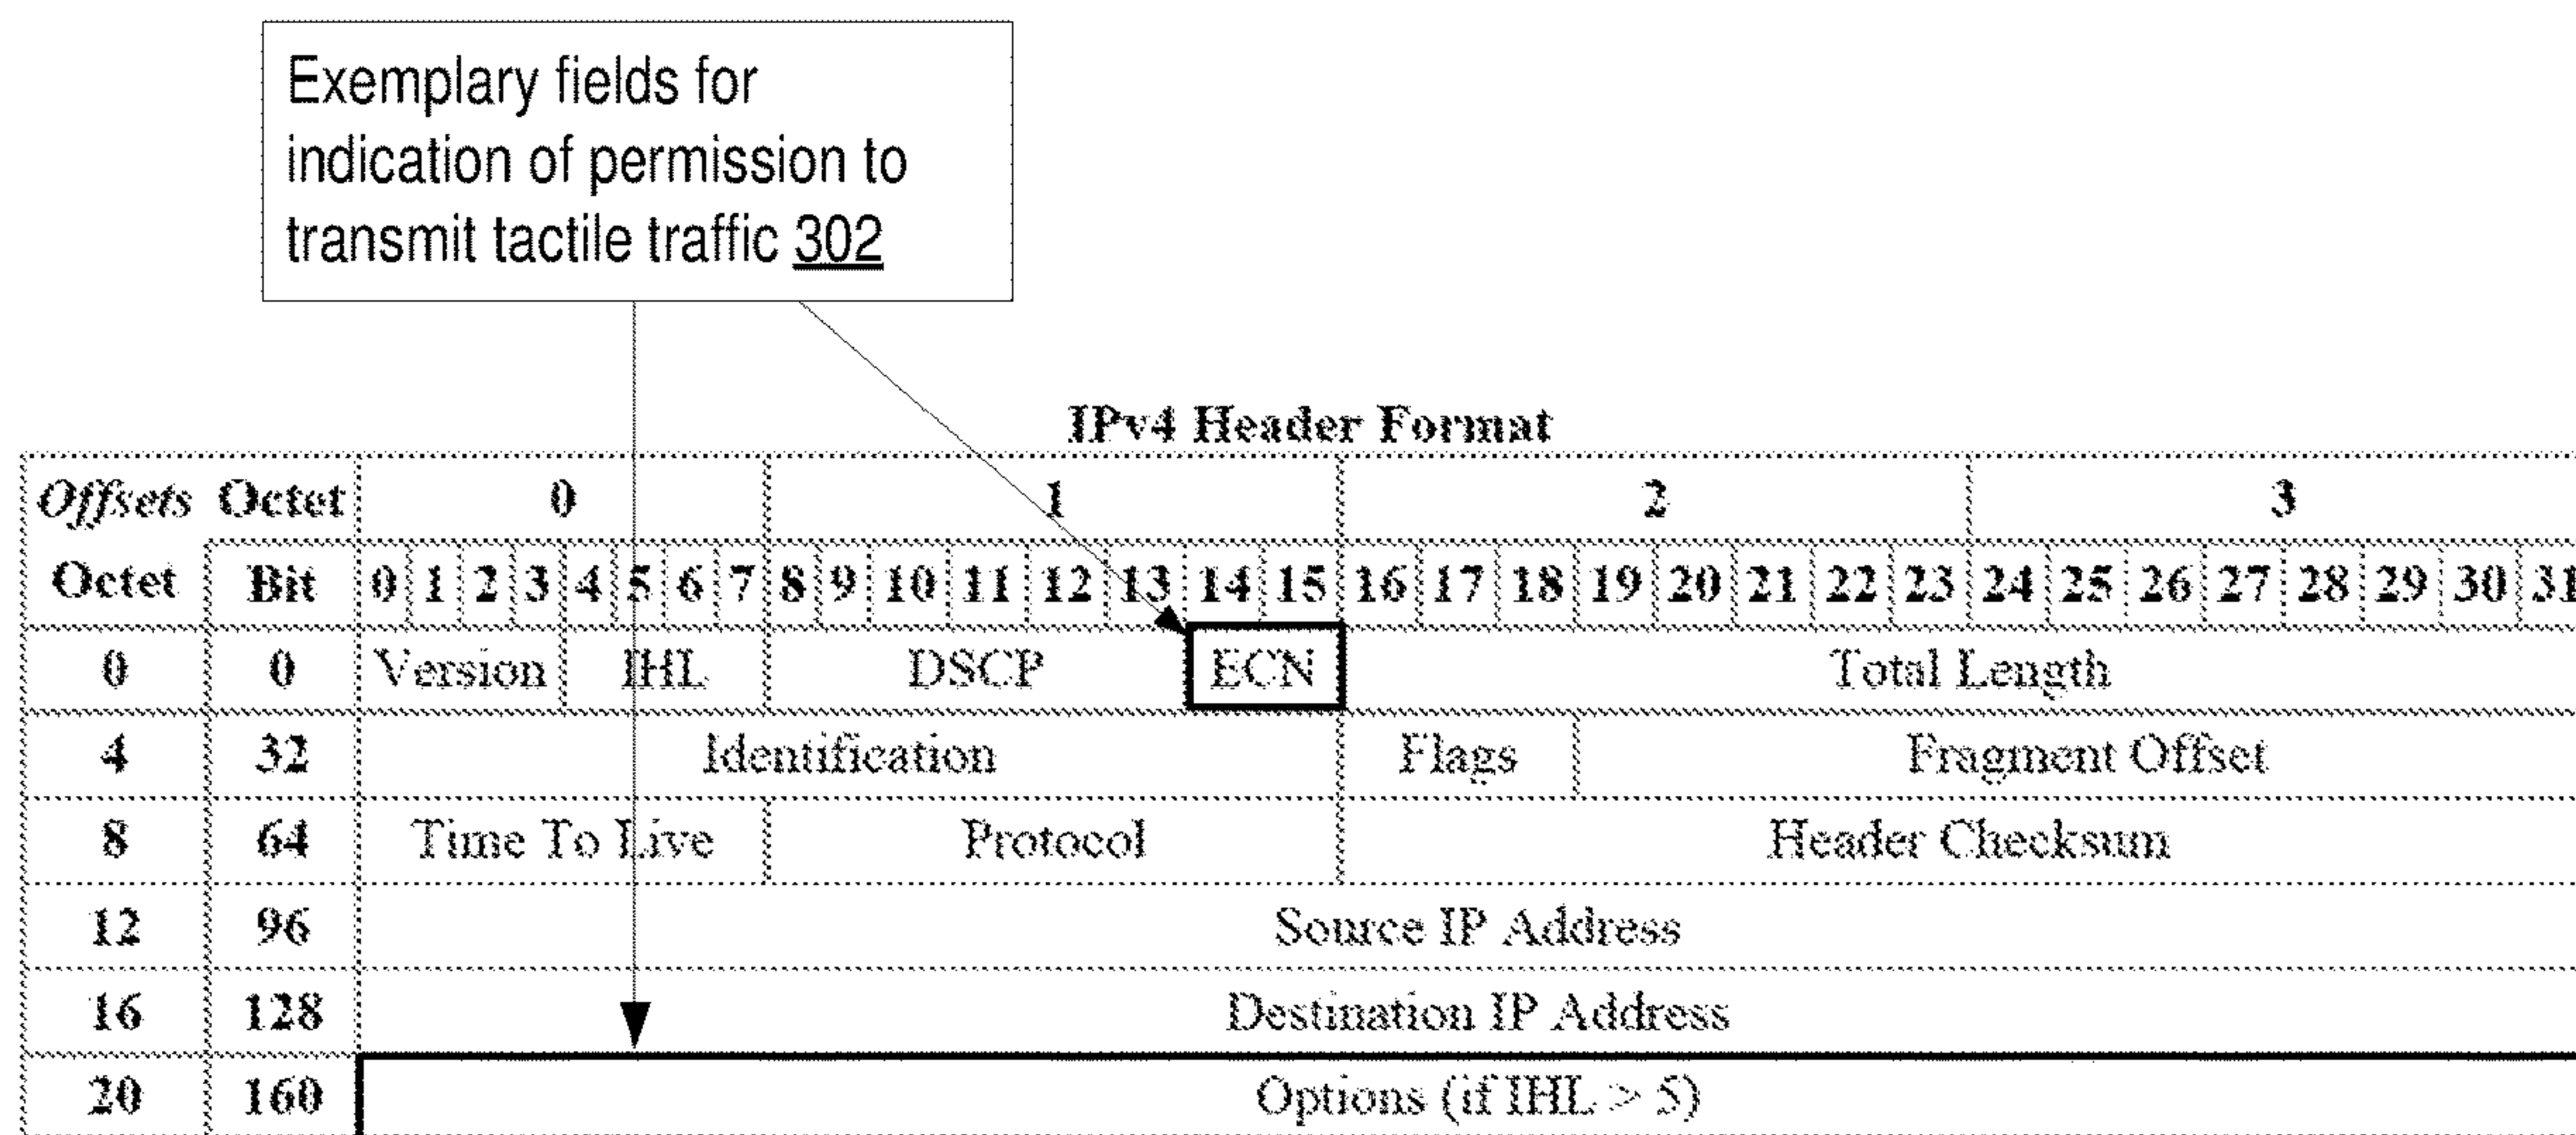 Exemplary fields for
indication of permission to
transmit tactile traffic 302
IPv4 Header Format
Offsets Octet 0 1 2 3
Octet Bit 0 1 2 3 4 5 6 7 8 9 10 11 12 13 14 15 16 17 18 19 20 21 22 23 24 25 26 27 28 29 30 31
0 0 Version IHL DSCP ECN Total Length
4 32 Identification Flags Fragment Offset
8 64 Time To Live Protocol Header Checksum
12 96 Source IP Address
16 128 Destination IP Address
20 160 Options (if IHL > 5)